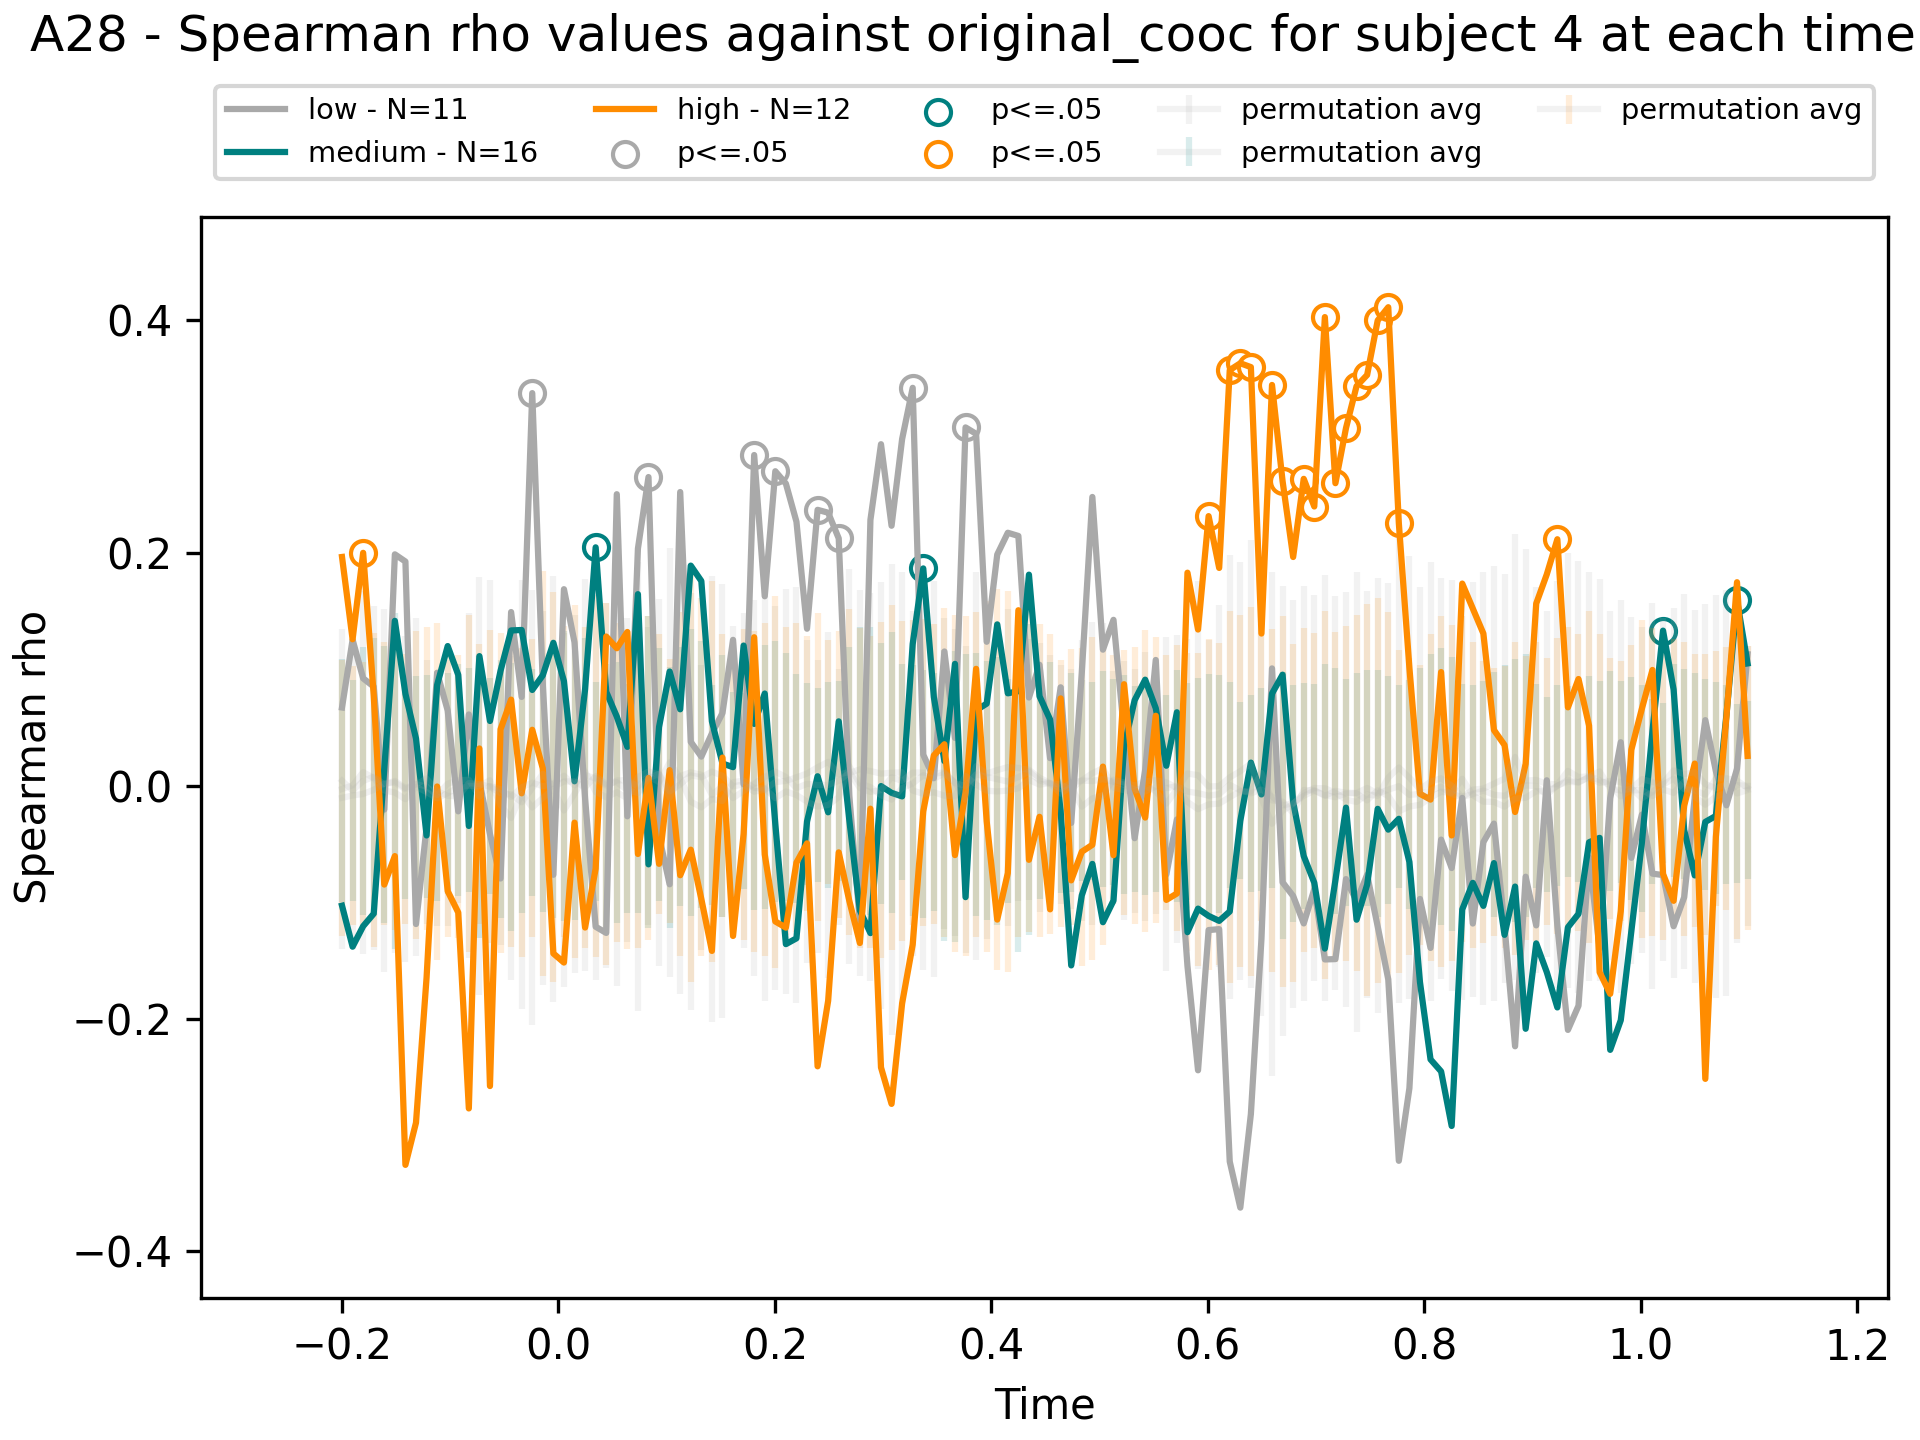 A28 - Spearman rho values against original_cooc for subject 4 at each time
low - N=11
medium - N=16
high - N=12
p<=.05
p<=.05
p<=.05
permutation avg
permutation avg
permutation avg
Spearman rho
0.4
0.2
0.0
−0.2
−0.4
−0.2 0.0 0.2 0.4 0.6 0.8 1.0 1.2
Time